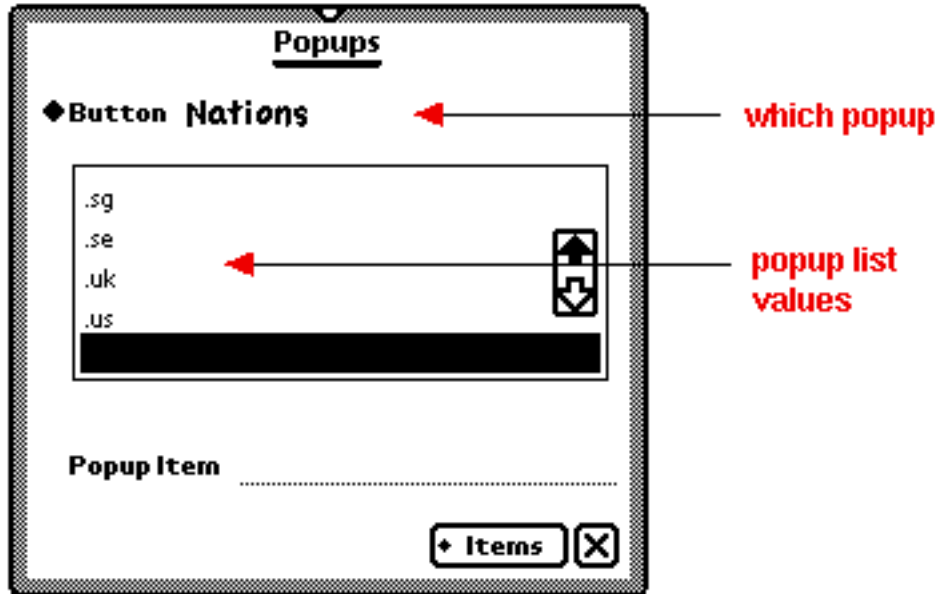 Popups
Button Nations
which popup
.sg
.se
.uk
.us
popup list
values
Popup Item
Items